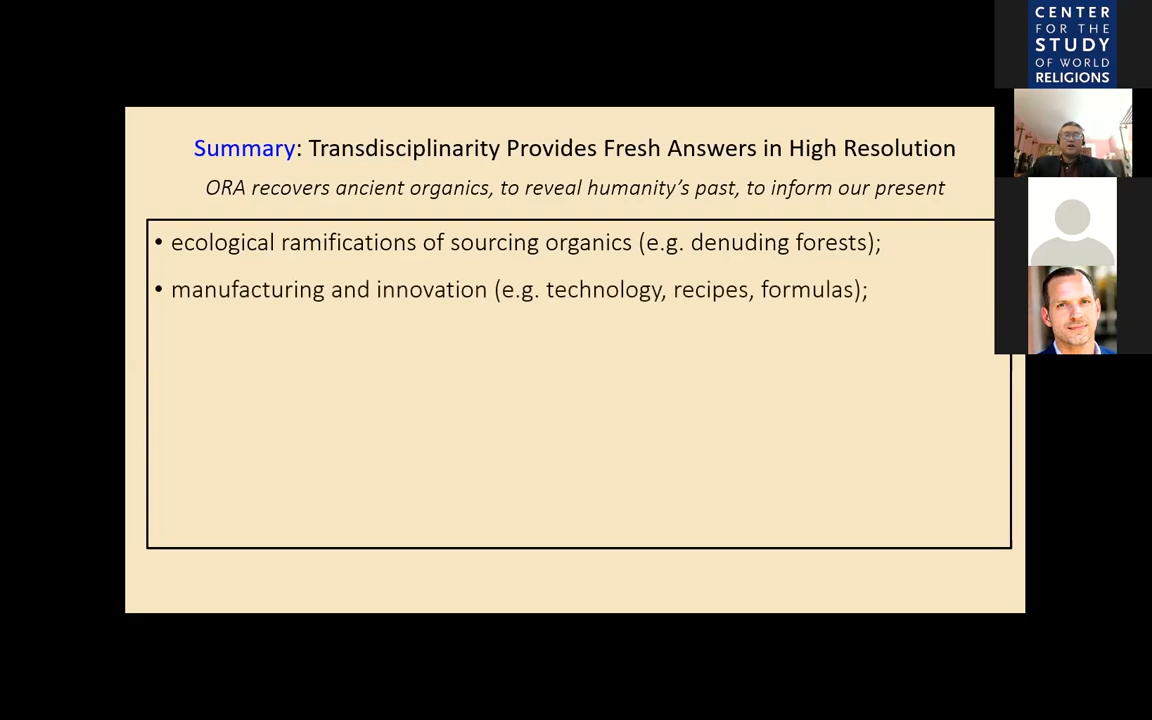 CENTER
FOR THE
STUDY
OF WORLD
RELIGIONS
Summary: Transdisciplinarity Provides Fresh Answers in High Resolution
ORA recovers ancient organics, to reveal humanity's past, to inform our present
• ecological ramifications of sourcing organics (e.g. denuding forests);
• manufacturing and innovation (e.g. technology, recipes, formulas);